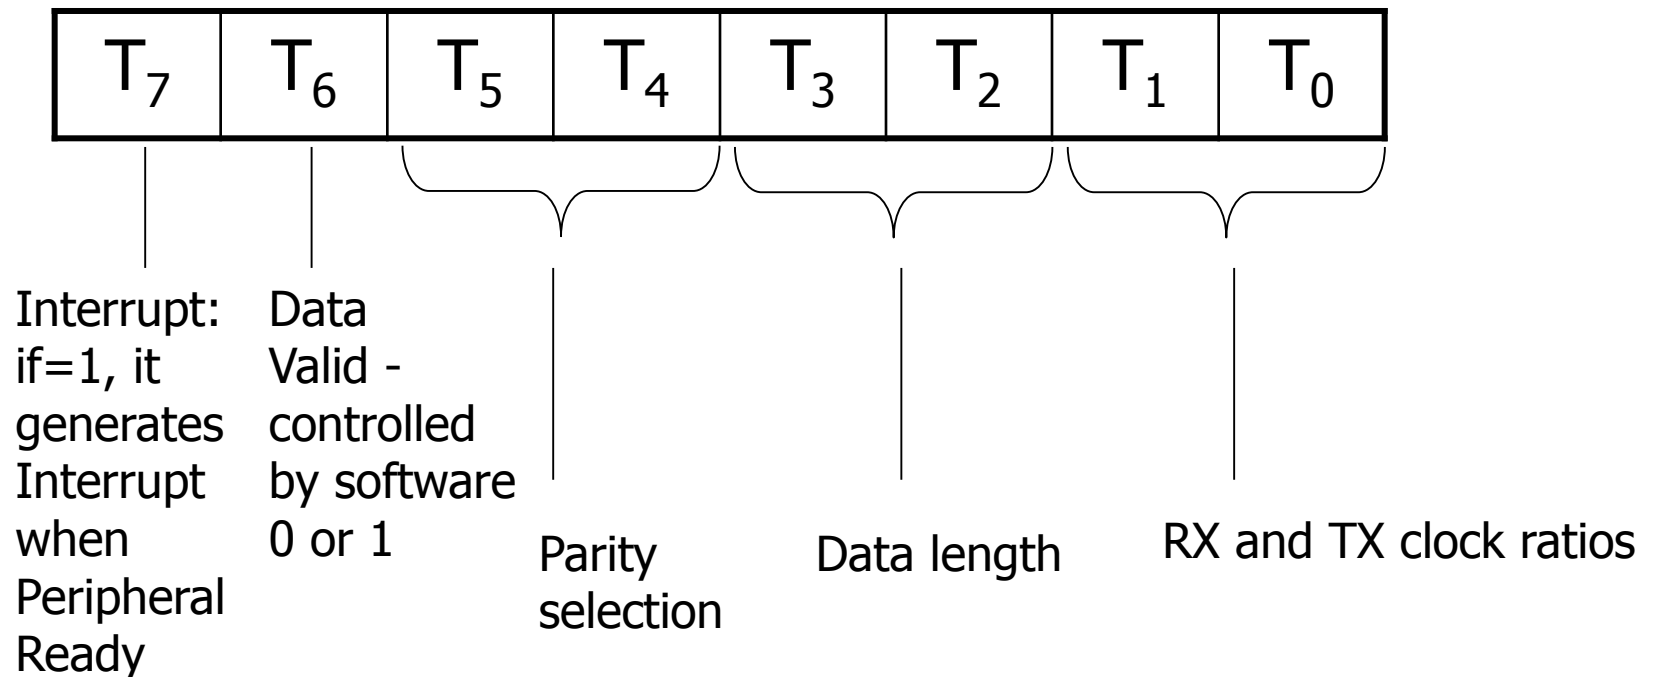 T7 T6 T5 T4 T3 T2 T1 T0
Interrupt:
if=1, it
generates
Interrupt
when
Peripheral
Ready
Data
Valid -
controlled
by software
0 or 1
Parity
selection
Data length
RX and TX clock ratios